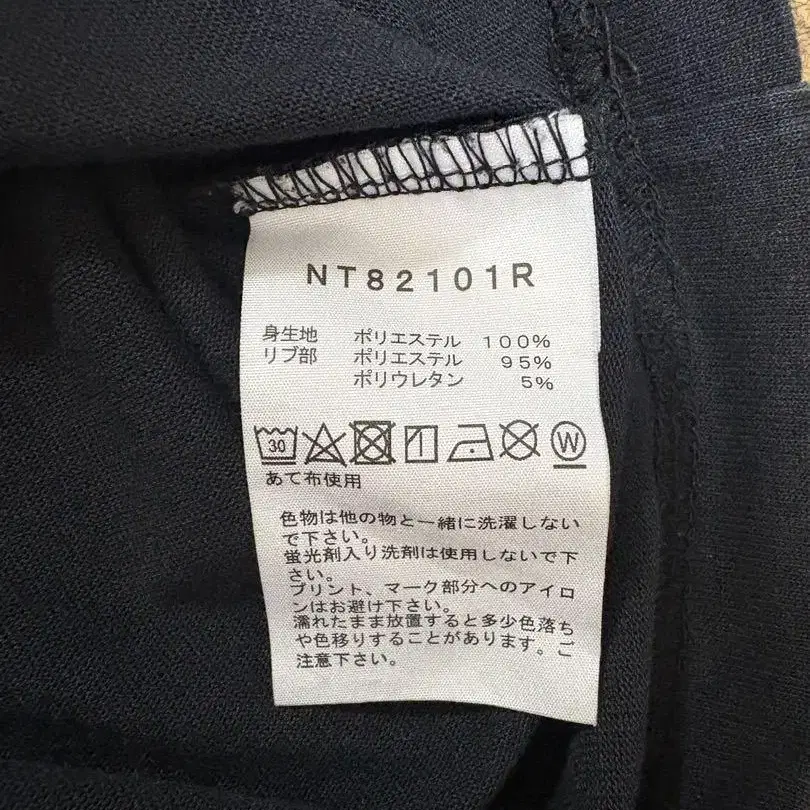 NT82101R
身生地 ポリエステル 100%
リブ部 ポリエステル 95%
ポリウレタン 5%
30 W
あて布使用
色物は他の物と一緒に洗濯しない
で下さい。
蛍光剤入り洗剤は使用しないで下
さい。
プリント、マーク部分へのアイロ
ンはお避け下さい。
濡れたまま放置すると多少色落ち
や色移りすることがあります。ご
注意下さい。